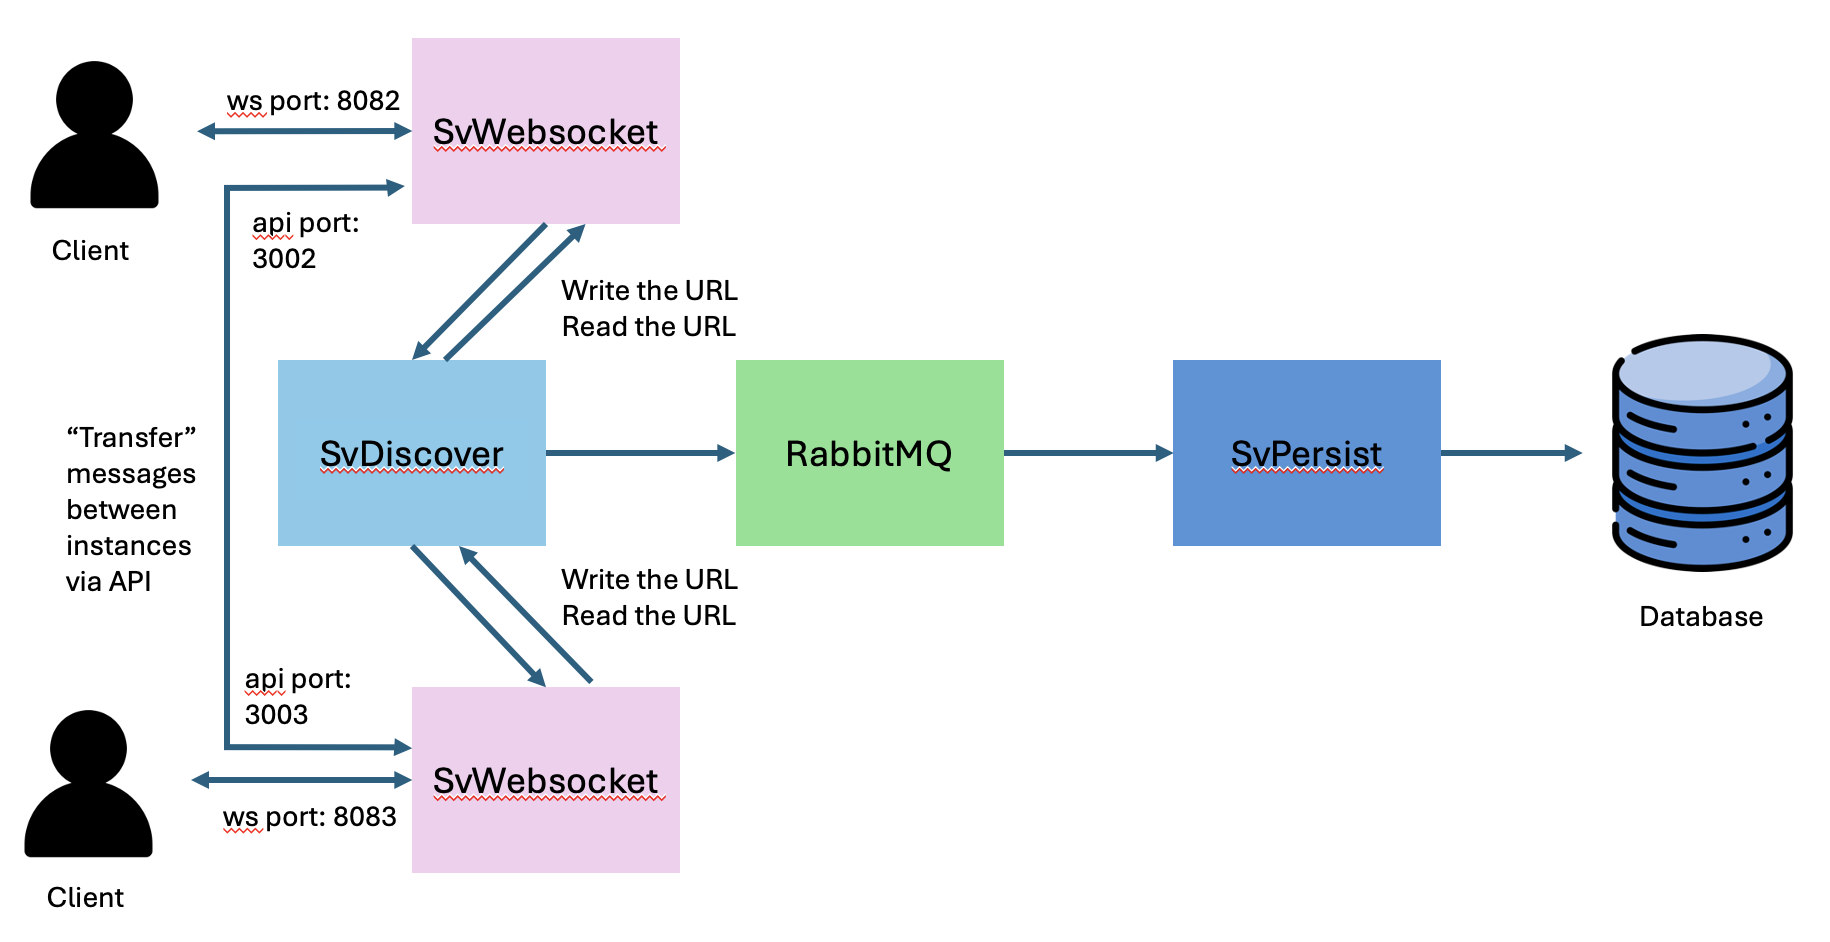 ws port: 8082
SvWebsocket
api port:
3002
Client
Write the URL
Read the URL
SvDiscover
RabbitMQ
SvPersist
“Transfer”
messages
between
instances
via API
Write the URL
Read the URL
Database
api port:
3003
SvWebsocket
ws port: 8083
Client